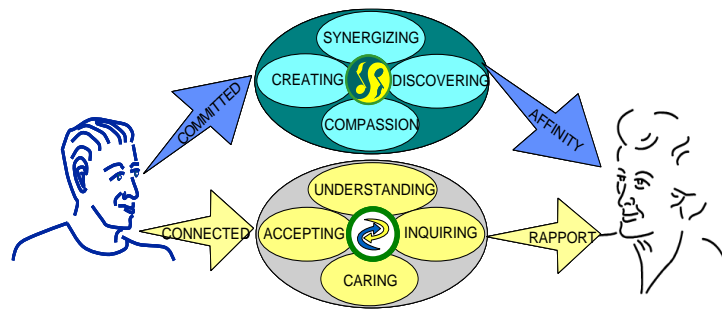 SYNERGIZING
CREATING
DISCOVERING
COMPASSION
COMMITTED
AFFINITY
UNDERSTANDING
CONNECTED
ACCEPTING
INQUIRING
RAPPORT
CARING